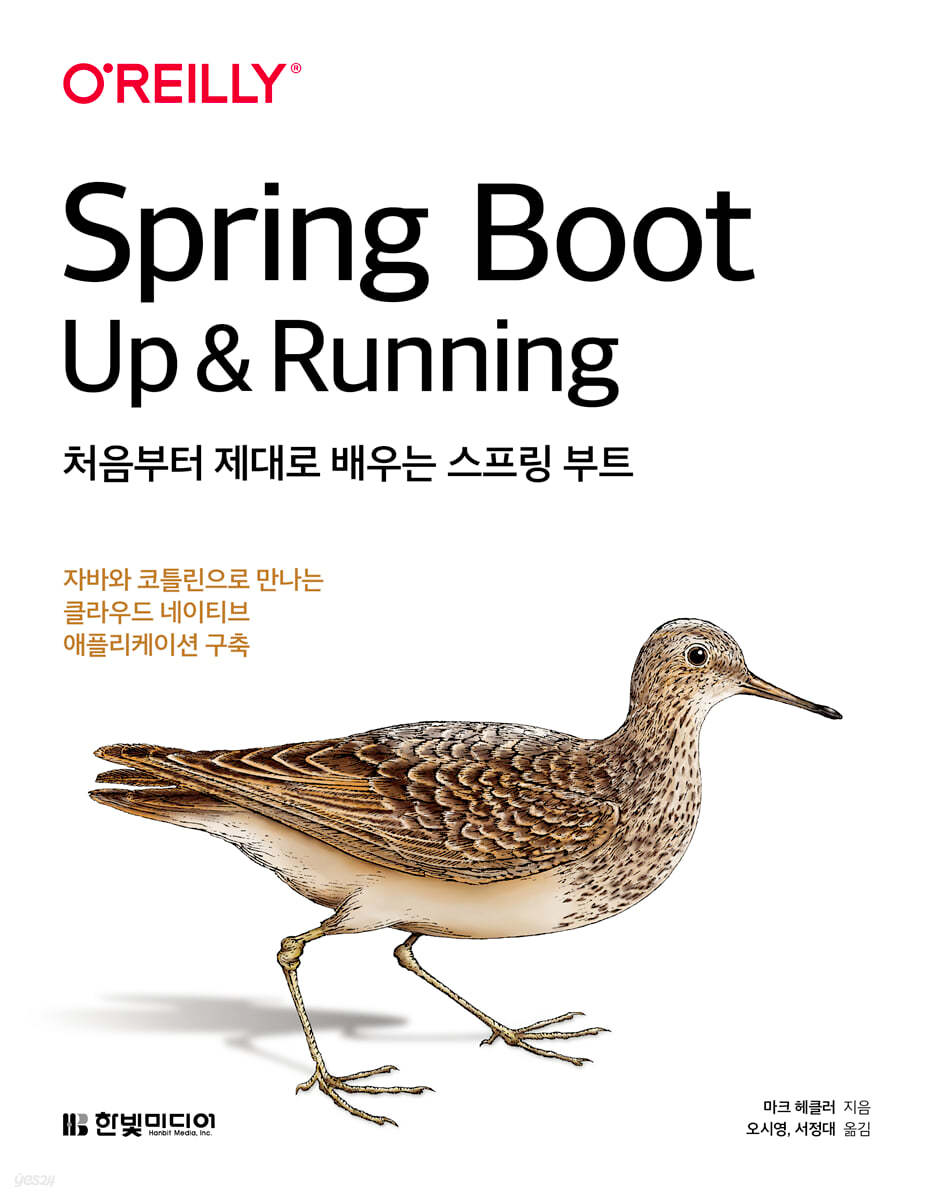 O'REILLY®
Spring Boot
Up & Running
처음부터 제대로 배우는 스프링 부트
자바와 코틀린으로 만나는
클라우드 네이티브
애플리케이션 구축
마크 헤클러 지음
오시영, 서정대 옮김
한빛미디어
Hanbit Media, Inc.
yes24